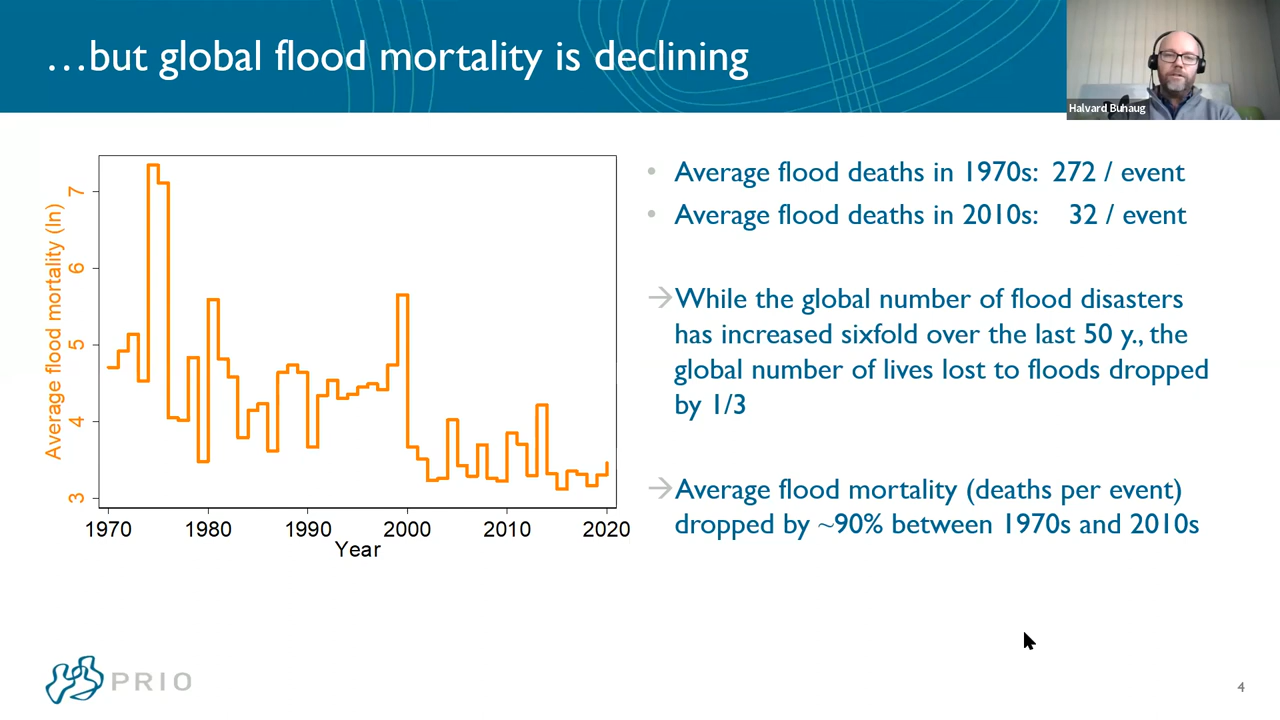 …but global flood mortality is declining
Halvard Buhaug
Average flood mortality (ln)
7
6
5
4
3
1970 1980 1990 2000 2010 2020
Year
• Average flood deaths in 1970s: 272 / event
• Average flood deaths in 2010s: 32 / event
→While the global number of flood disasters
has increased sixfold over the last 50 y., the
global number of lives lost to floods dropped
by 1/3
→Average flood mortality (deaths per event)
dropped by ~90% between 1970s and 2010s
PRIO
4